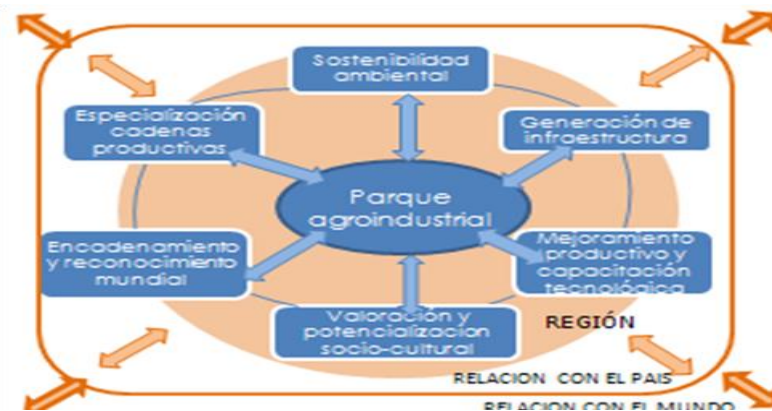 Sostenibilidad
ambiental
Especialización
cadenas
productivas
Generación de
infraestructura
Parque
agroindustrial
Encadenamiento
y reconocimiento
mundial
Mejoramiento
productivo y
capacitación
tecnológica
Valoración y
potencialización
socio-cultural
REGIÓN
RELACION CON EL PAIS
RELACION CON EL MUNDO